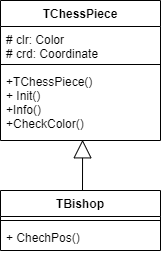 TChessPiece
# clr: Color
# crd: Coordinate
+TChessPiece()
+ Init()
+Info()
+CheckColor()
TBishop
+ ChechPos()